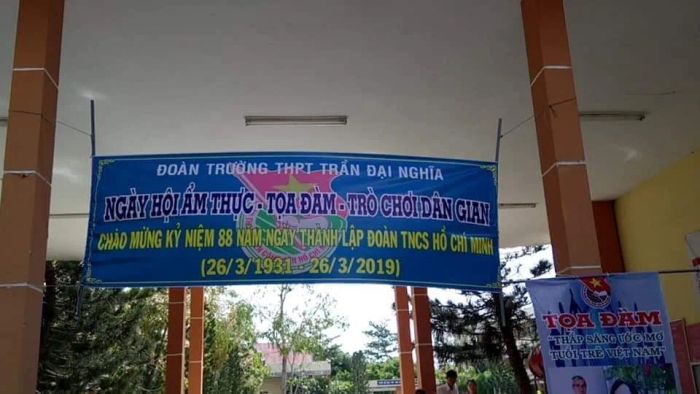 ĐOÀN TRƯỜNG THPT TRẦN ĐẠI NGHĨA
NGÀY HỘI ẨM THỰC - TỌA ĐÀM - TRÒ CHƠI DÂN GIAN
CHÀO MỪNG KỶ NIỆM 88 NĂM NGÀY THÀNH LẬP ĐOÀN TNCS HỒ CHÍ MINH
(26/3/1931 - 26/3/2019)
TỌA ĐÀM
"THẮP SÁNG ƯỚC MƠ
TUỔI TRẺ VIỆT NAM"